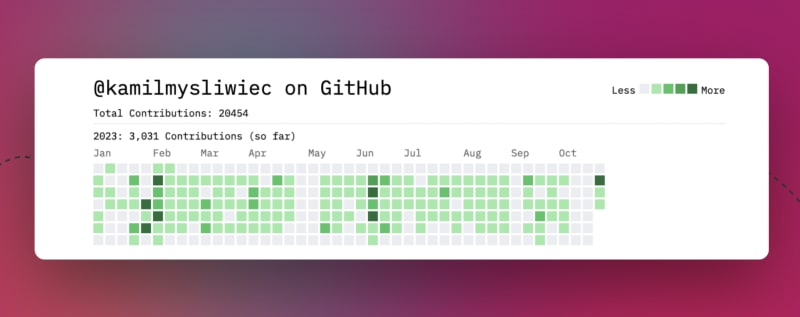 @kamilmysliwiec on GitHub
Less More
Total Contributions: 20454
2023: 3,031 Contributions (so far)
Jan Feb Mar Apr May Jun Jul Aug Sep Oct